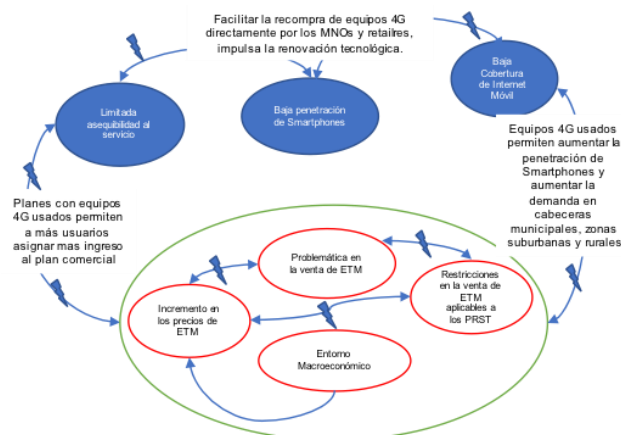 Facilitar la recompra de equipos 4G
directamente por los MNOs y retailres,
impulsa la renovación tecnológica.
Limitada
asequibilidad al
servicio
Baja penetración
de Smartphones
Baja
Cobertura
de Internet
Móvil
Planes con equipos
4G usados permiten
a más usuarios
asignar mas ingreso
al plan comercial
Equipos 4G usados
permiten aumentar la
penetración de
Smartphones y
aumentar la
demanda en
cabeceras
municipales, zonas
suburbanas y rurales
Problemática en
la venta de ETM
Restricciones
en la venta de
ETM
aplicables a
los PRST
Incremento en
los precios de
ETM
Entorno
Macroeconómico